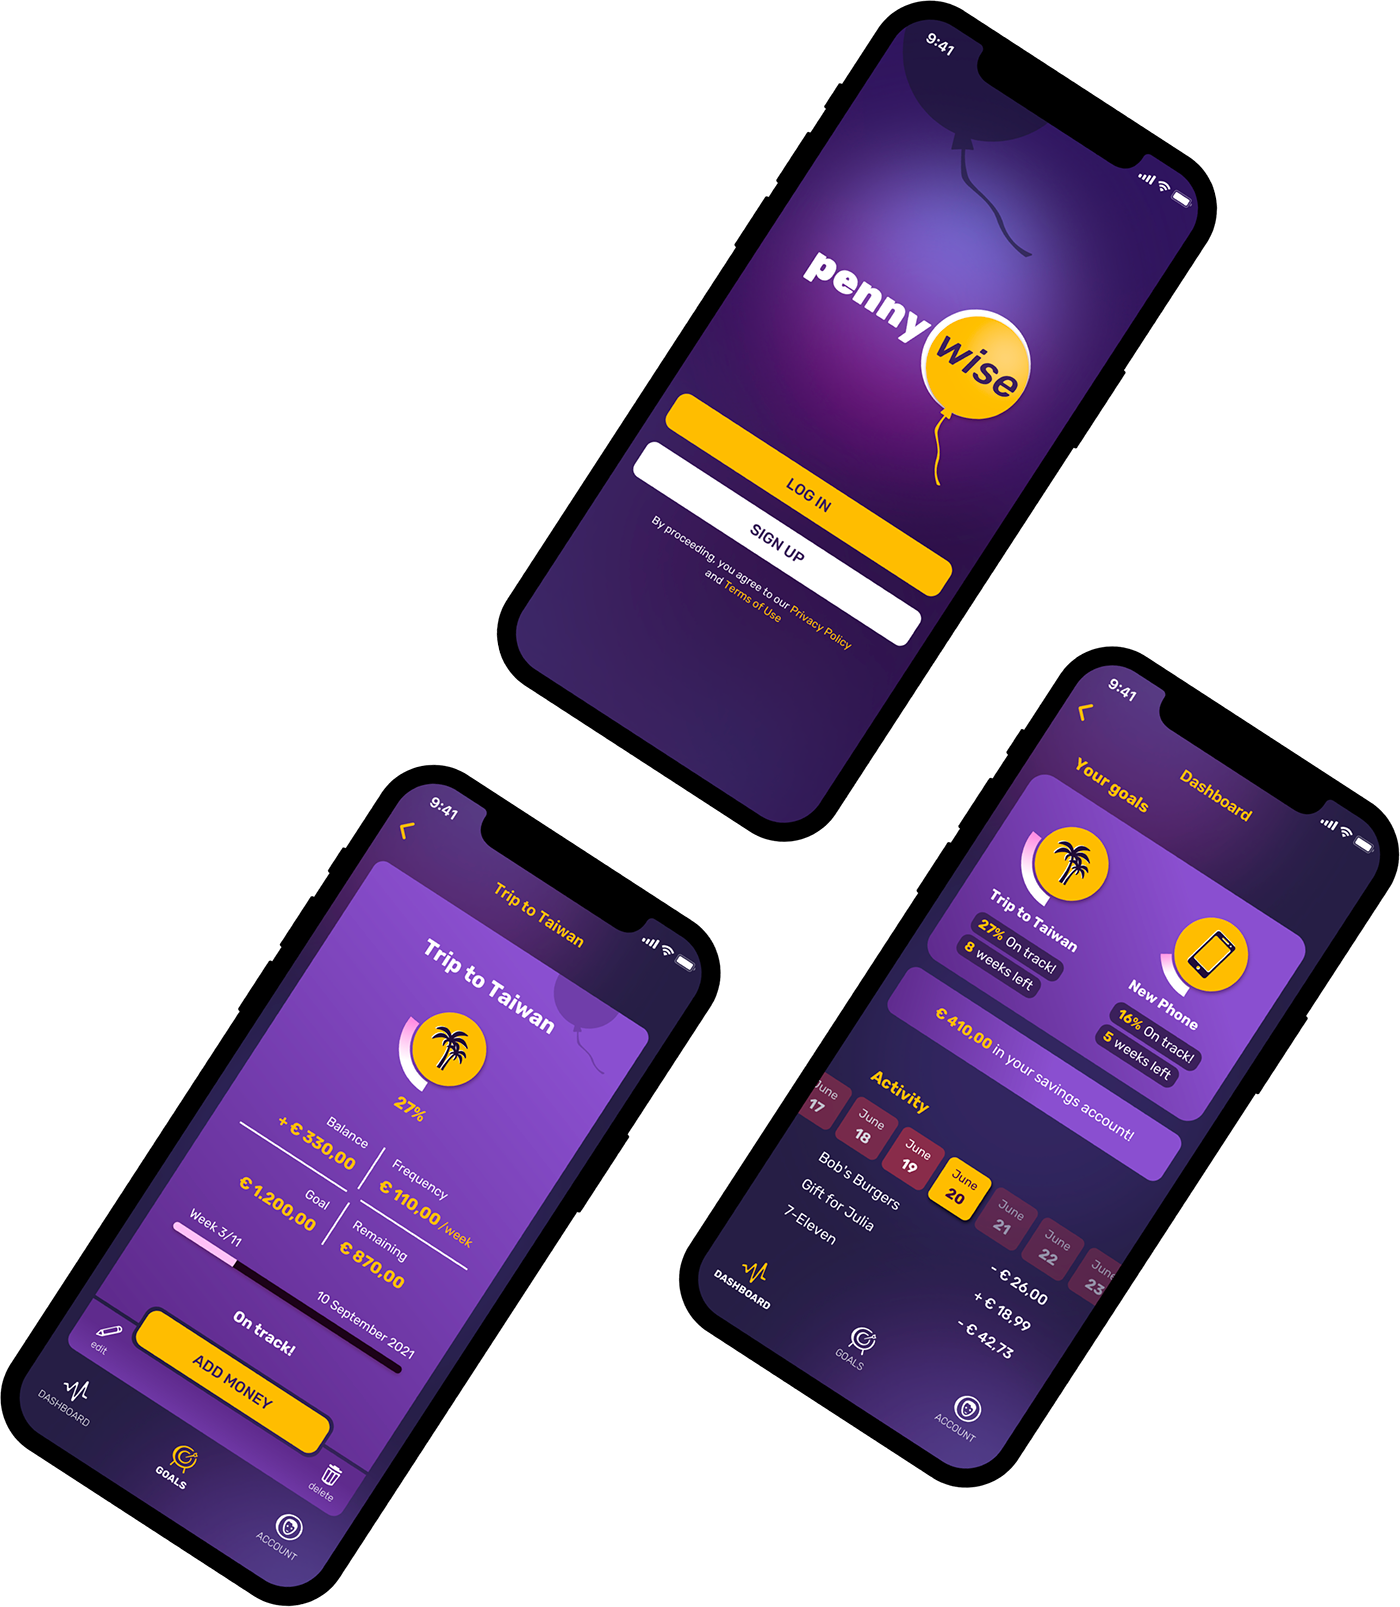 9:41
penny
wise
LOG IN
SIGN UP
By proceeding, you agree to our Privacy Policy
and Terms of Use
9:41
Trip to Taiwan
Trip to Taiwan
27%
Balance
+ € 330,00
Frequency
€ 110,00 /week
Goal
€ 1.200,00
Remaining
€ 870,00
Week 3/11
10 September 2021
On track!
edit
ADD MONEY
delete
DASHBOARD
GOALS
ACCOUNT
9:41
Dashboard
Your goals
Trip to Taiwan
27% On track!
8 weeks left
New Phone
16% On track!
5 weeks left
€ 410,00 in your savings account!
Activity
June 17
June 18
June 19
June 20
June 21
June 22
June 23
Bob's Burgers - € 26,00
Gift for Julia + € 18,99
7-Eleven - € 42,73
DASHBOARD
GOALS
ACCOUNT